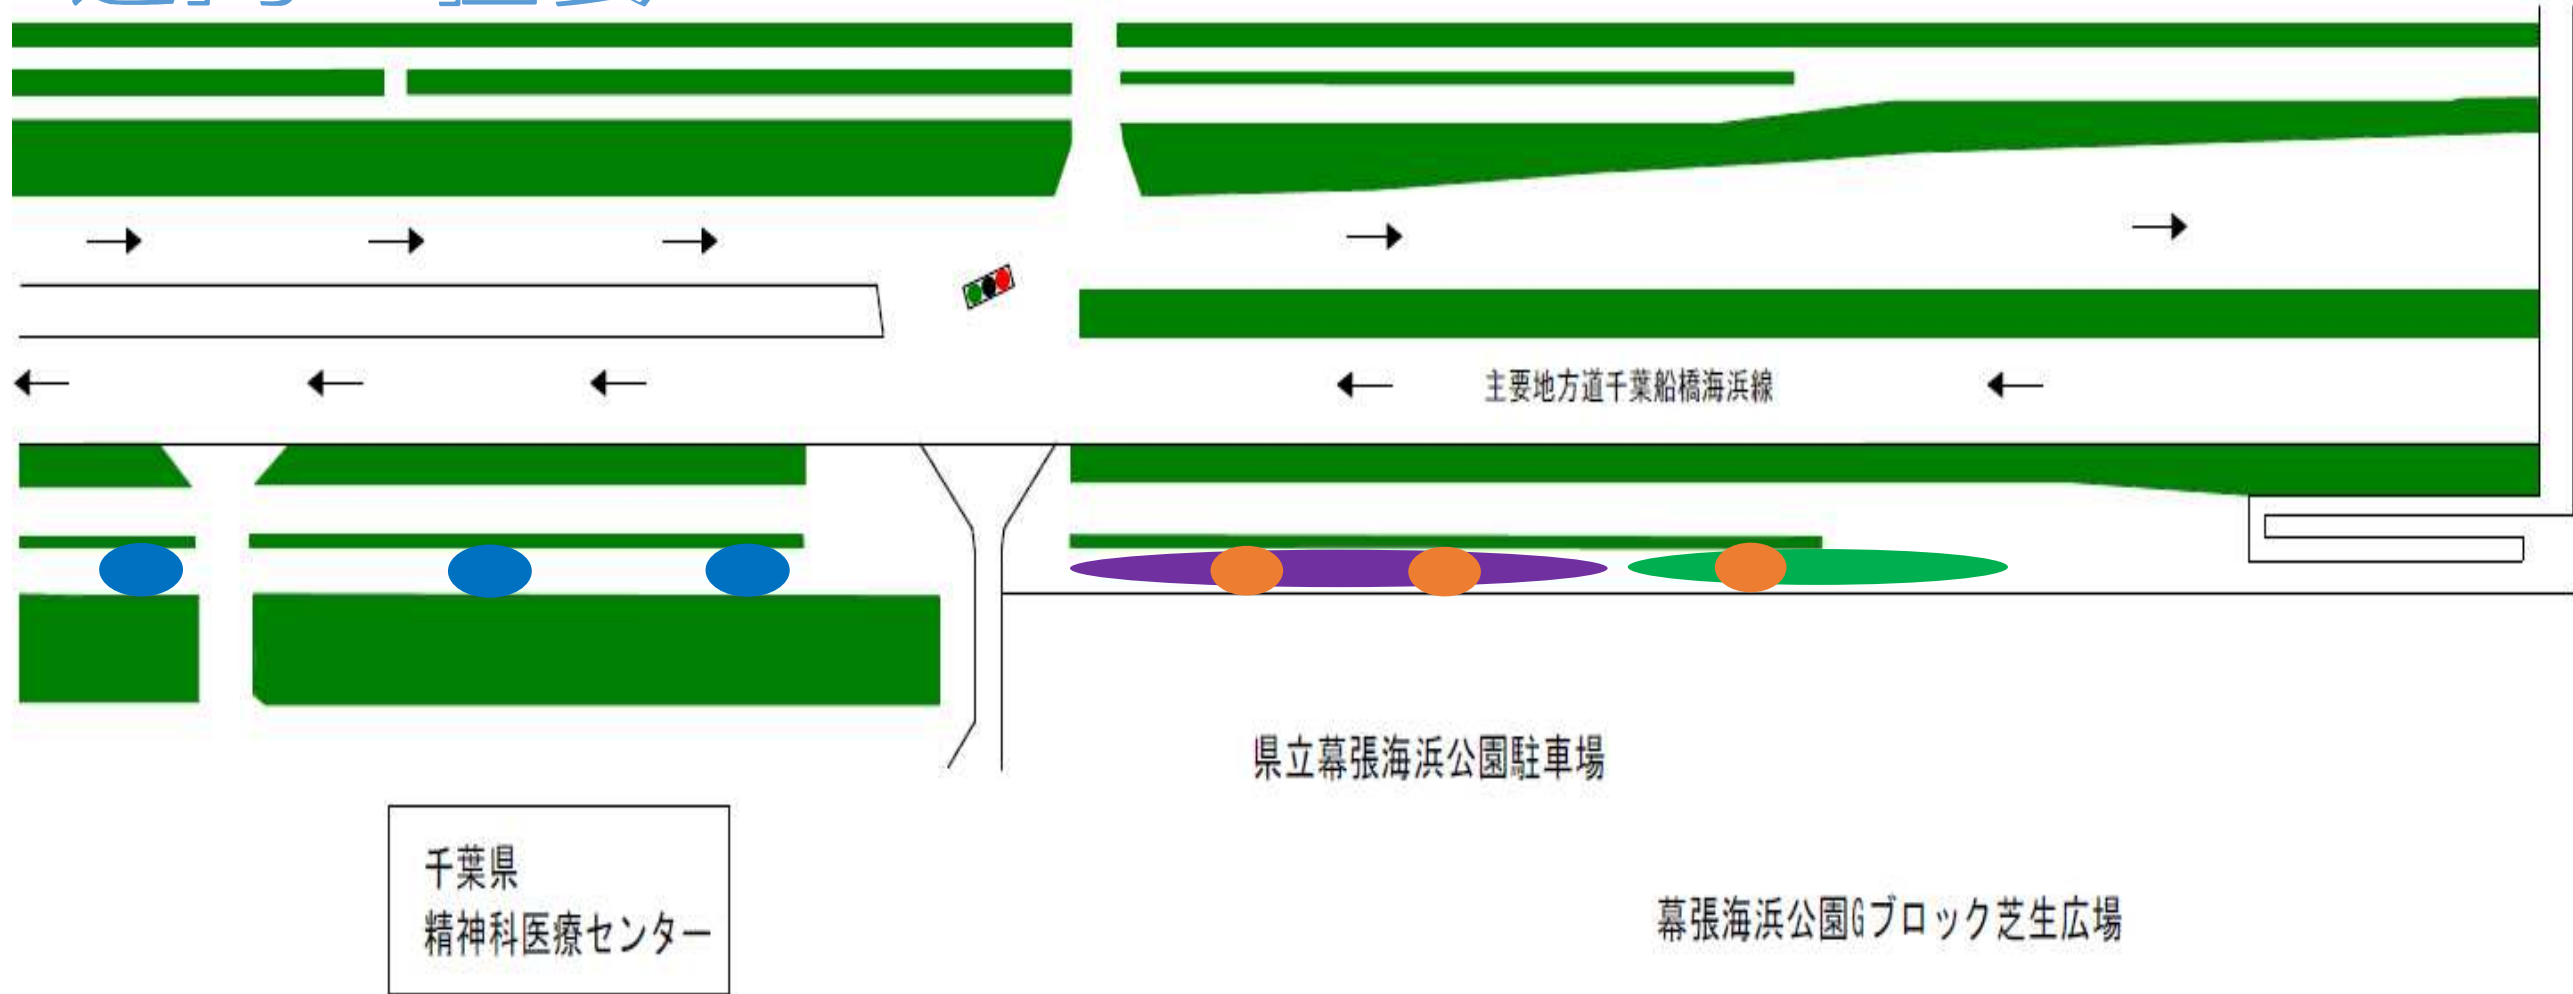 主要地方道千葉船橋海浜線
県立幕張海浜公園駐車場
千葉県
精神科医療センター
幕張海浜公園Gブロック芝生広場